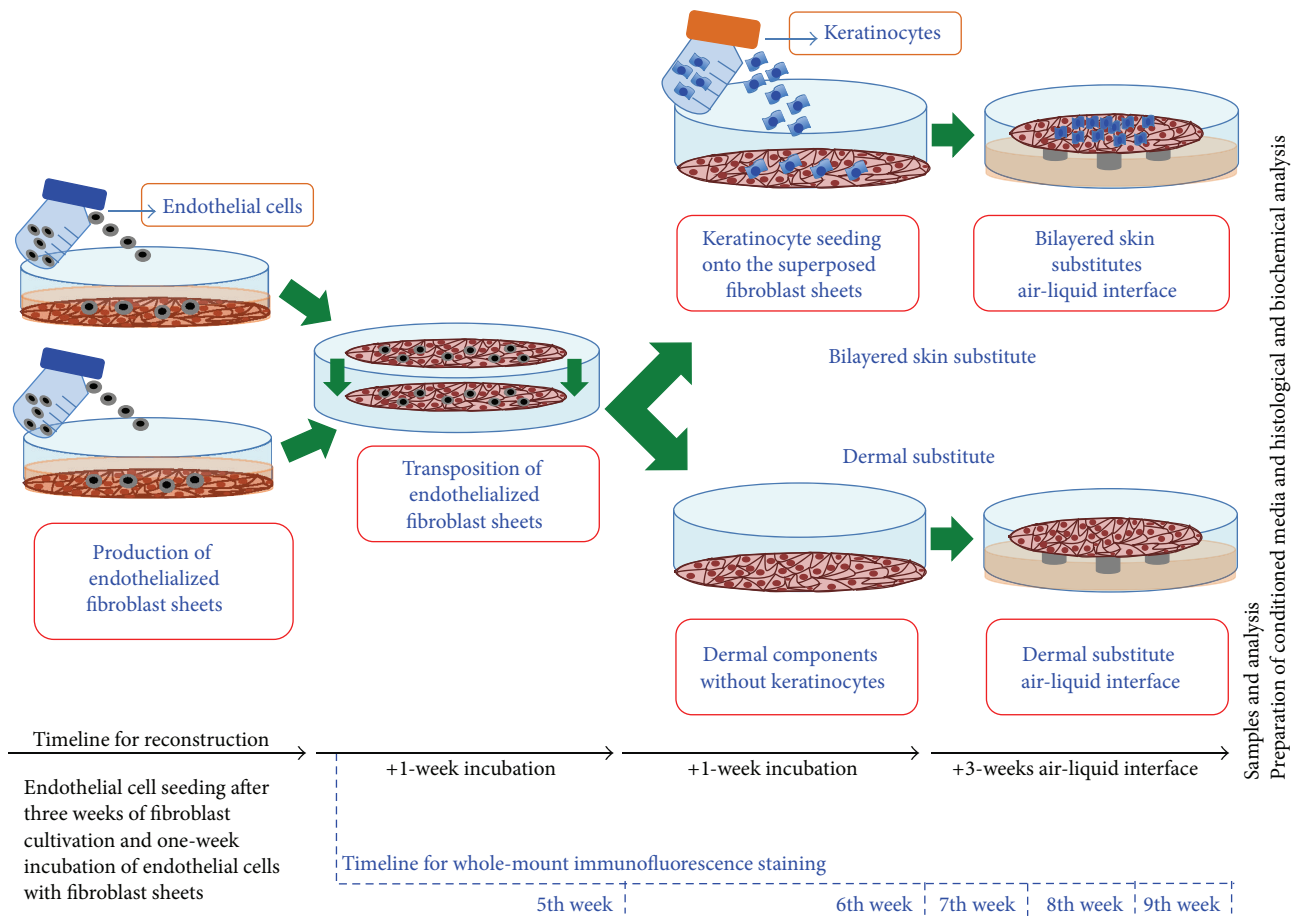 Keratinocytes
Endothelial cells
Keratinocyte seeding
onto the superposed
fibroblast sheets
Bilayered skin
substitutes
air-liquid interface
Bilayered skin substitute
Transposition of
endothelialized
fibroblast sheets
Dermal substitute
Production of
endothelialized
fibroblast sheets
Dermal components
without keratinocytes
Dermal substitute
air-liquid interface
Samples and analysis
Preparation of conditioned media and histological and biochemical analysis
Timeline for reconstruction
+1-week incubation
+1-week incubation
+3-weeks air-liquid interface
Endothelial cell seeding after
three weeks of fibroblast
cultivation and one-week
incubation of endothelial cells
with fibroblast sheets
Timeline for whole-mount immunofluorescence staining
5th week
6th week
7th week
8th week
9th week